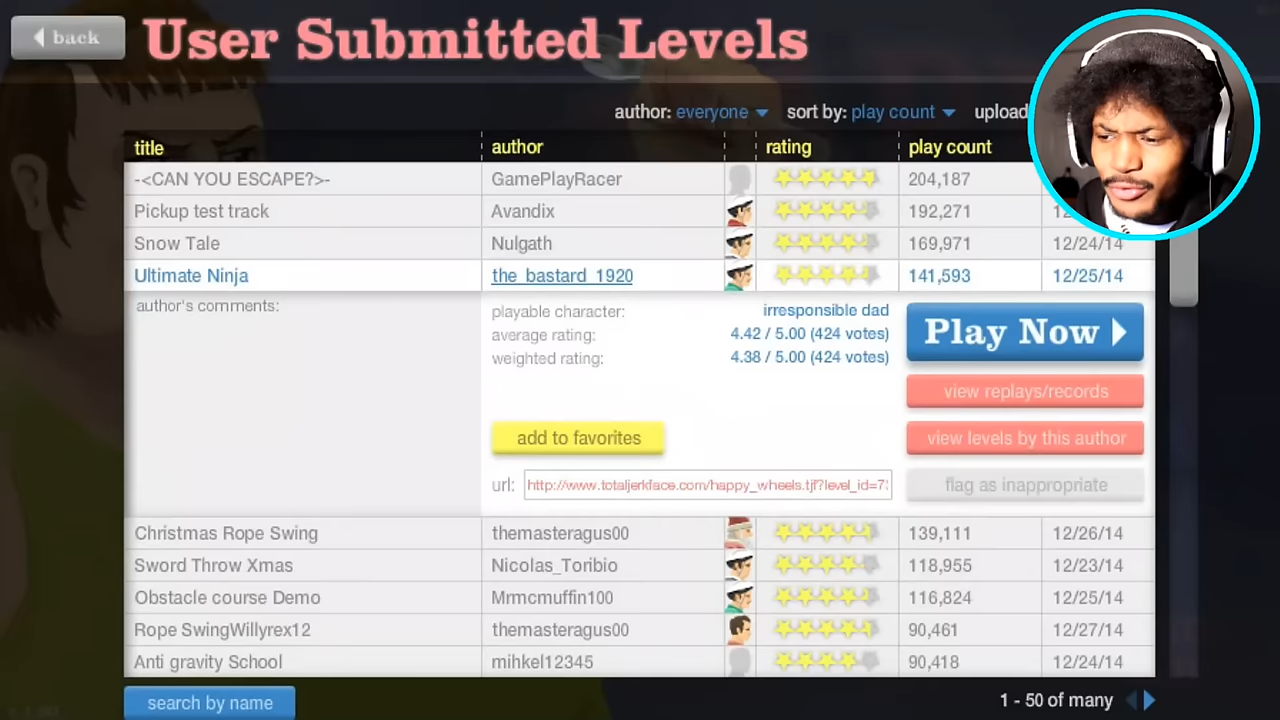 back
User Submitted Levels
author: everyone sort by: play count upload
title author rating play count
-<CAN YOU ESCAPE?>- GamePlayRacer 204,187
Pickup test track Avandix 192,271
Snow Tale Nulgath 169,971 12/24/14
Ultimate Ninja the_bastard_1920 141,593 12/25/14
author's comments:
playable character: irresponsible dad
average rating: 4.42 / 5.00 (424 votes)
weighted rating: 4.38 / 5.00 (424 votes)
Play Now
view replays/records
add to favorites
view levels by this author
url: http://www.totaljerkface.com/happy_wheels.tjf?level_id=7
flag as inappropriate
Christmas Rope Swing themasteragus00 139,111 12/26/14
Sword Throw Xmas Nicolas_Toribio 118,955 12/23/14
Obstacle course Demo Mrmcmuffin100 116,824 12/25/14
Rope SwingWillyrex12 themasteragus00 90,461 12/27/14
Anti gravity School mihkel12345 90,418 12/24/14
search by name
1 - 50 of many